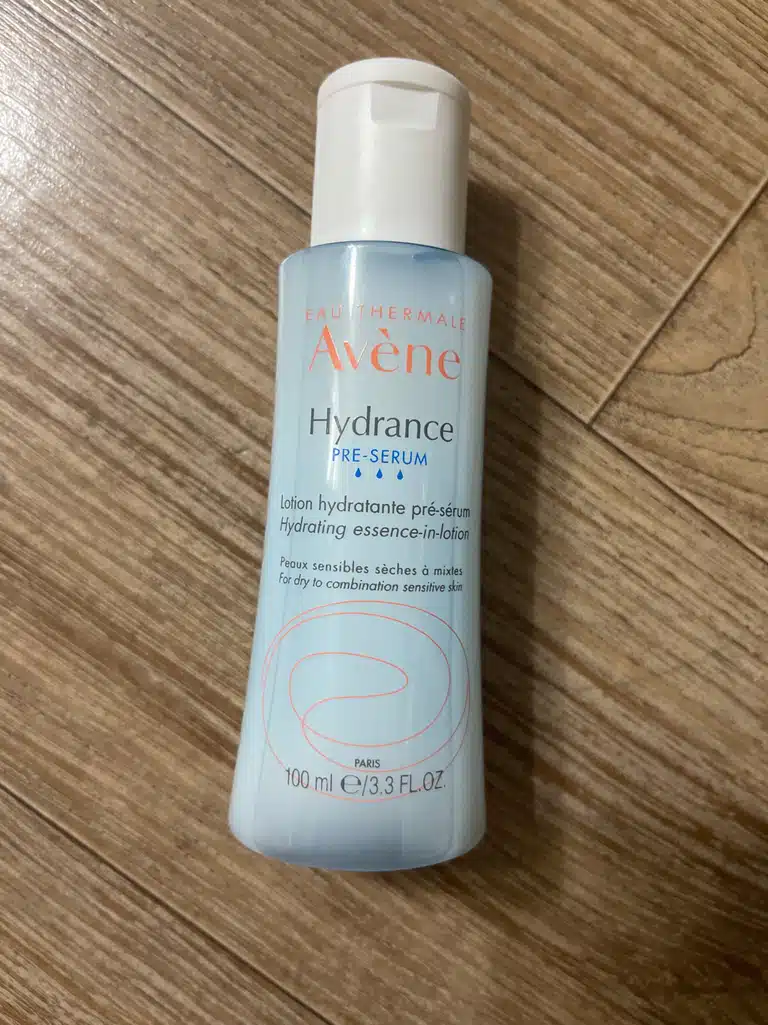 EAU THERMALE
Avène
Hydrance
PRE-SERUM
Lotion hydratante pré-sérum
Hydrating essence-in-lotion
Peaux sensibles sèches à mixtes
For dry to combination sensitive skin
PARIS
100 ml ℮/3.3 FL.OZ.